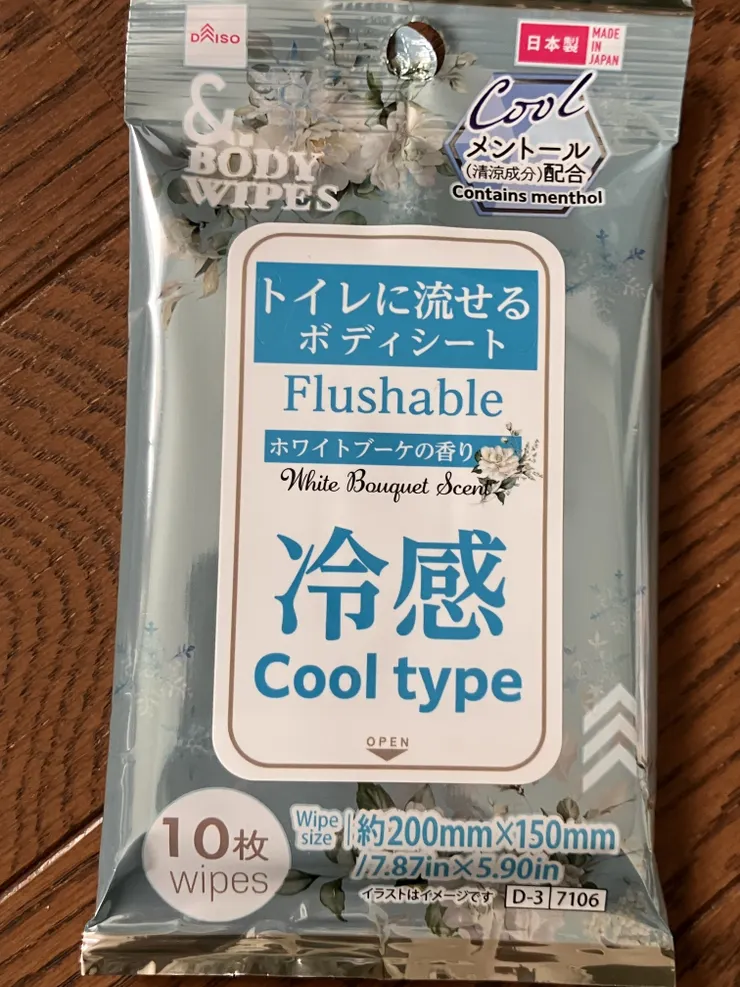 DAISO
日本製
MADE
IN
JAPAN
&
BODY
WIPES
Cool
メントール
(清涼成分)配合
Contains menthol
トイレに流せる
ボディシート
Flushable
ホワイトブーケの香り
White Bouquet Scent
冷感
Cool type
OPEN
10枚
wipes
Wipe
size
約200mm×150mm
/7.87in×5.90in
イラストはイメージです
D-3 7106